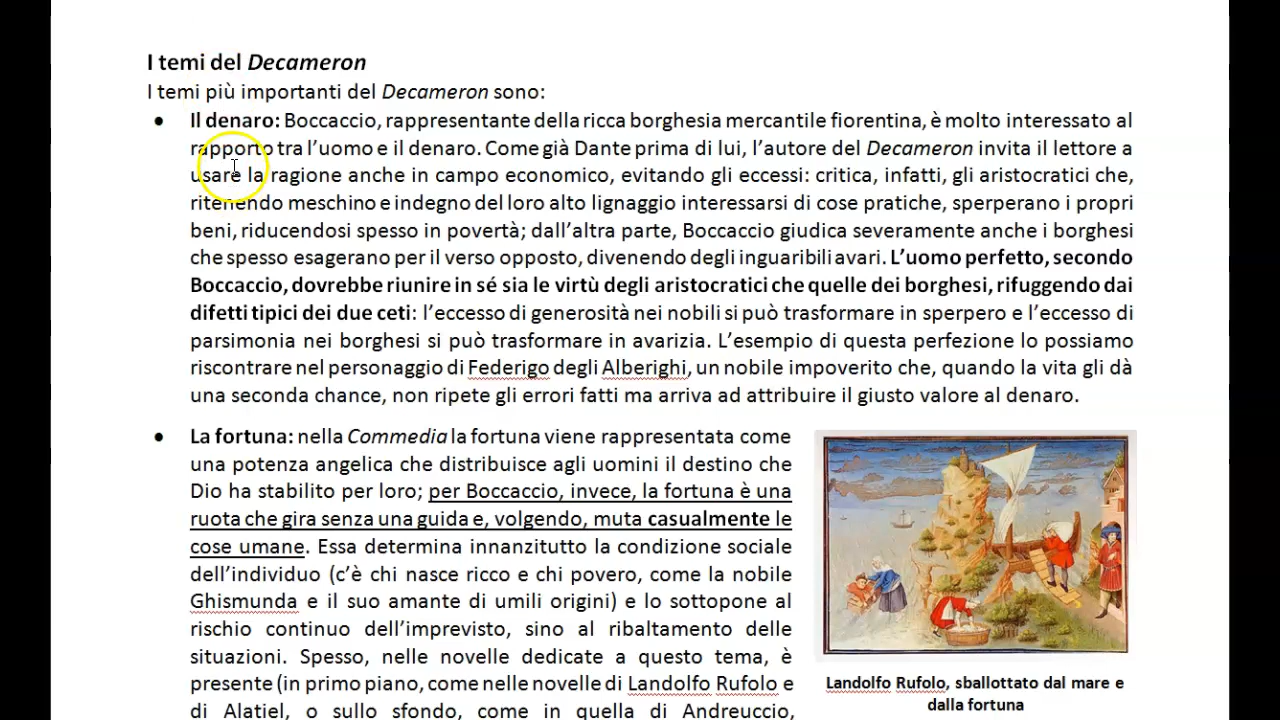 I temi del Decameron
I temi più importanti del Decameron sono:
● Il denaro: Boccaccio, rappresentante della ricca borghesia mercantile fiorentina, è molto interessato al
rapporto tra l’uomo e il denaro. Come già Dante prima di lui, l’autore del Decameron invita il lettore a
usare la ragione anche in campo economico, evitando gli eccessi: critica, infatti, gli aristocratici che,
ritenendo meschino e indegno del loro alto lignaggio interessarsi di cose pratiche, sperperano i propri
beni, riducendosi spesso in povertà; dall’altra parte, Boccaccio giudica severamente anche i borghesi
che spesso esagerano per il verso opposto, divenendo degli inguaribili avari. L’uomo perfetto, secondo
Boccaccio, dovrebbe riunire in sé sia le virtù degli aristocratici che quelle dei borghesi, rifuggendo dai
difetti tipici dei due ceti: l’eccesso di generosità nei nobili si può trasformare in sperpero e l’eccesso di
parsimonia nei borghesi si può trasformare in avarizia. L’esempio di questa perfezione lo possiamo
riscontrare nel personaggio di Federigo degli Alberighi, un nobile impoverito che, quando la vita gli dà
una seconda chance, non ripete gli errori fatti ma arriva ad attribuire il giusto valore al denaro.
● La fortuna: nella Commedia la fortuna viene rappresentata come
una potenza angelica che distribuisce agli uomini il destino che
Dio ha stabilito per loro; per Boccaccio, invece, la fortuna è una
ruota che gira senza una guida e, volgendo, muta casualmente le
cose umane. Essa determina innanzitutto la condizione sociale
dell’individuo (c’è chi nasce ricco e chi povero, come la nobile
Ghismunda e il suo amante di umili origini) e lo sottopone al
rischio continuo dell’imprevisto, sino al ribaltamento delle
situazioni. Spesso, nelle novelle dedicate a questo tema, è
presente (in primo piano, come nelle novelle di Landolfo Rufolo e
di Alatiel, o sullo sfondo, come in quella di Andreuccio,
Landolfo Rufolo, sballottato dal mare e
dalla fortuna